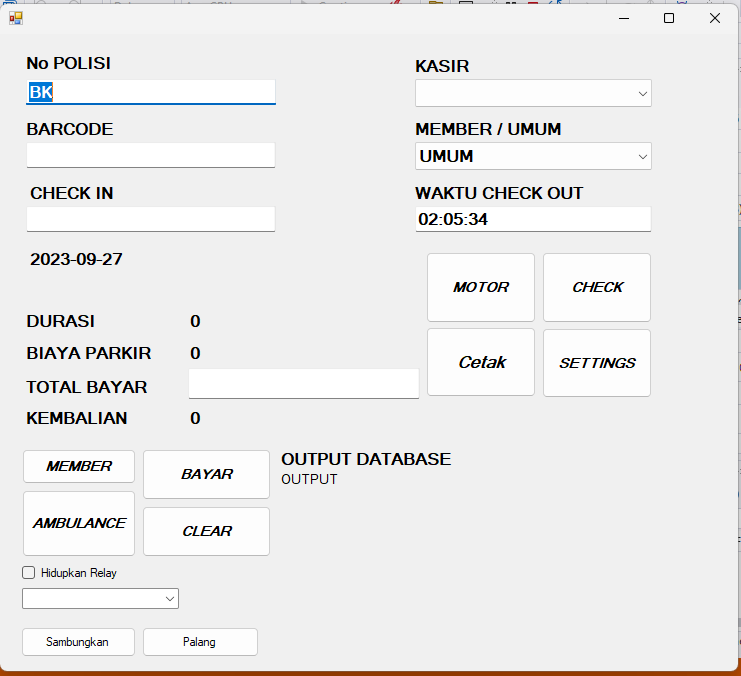 No POLISI
BK
BARCODE
CHECK IN
2023-09-27
KASIR
MEMBER / UMUM
UMUM
WAKTU CHECK OUT
02:05:34
MOTOR
CHECK
Cetak
SETTINGS
DURASI 0
BIAYA PARKIR 0
TOTAL BAYAR
KEMBALIAN 0
MEMBER
BAYAR
AMBULANCE
CLEAR
OUTPUT DATABASE
OUTPUT
Hidupkan Relay
Sambungkan
Palang